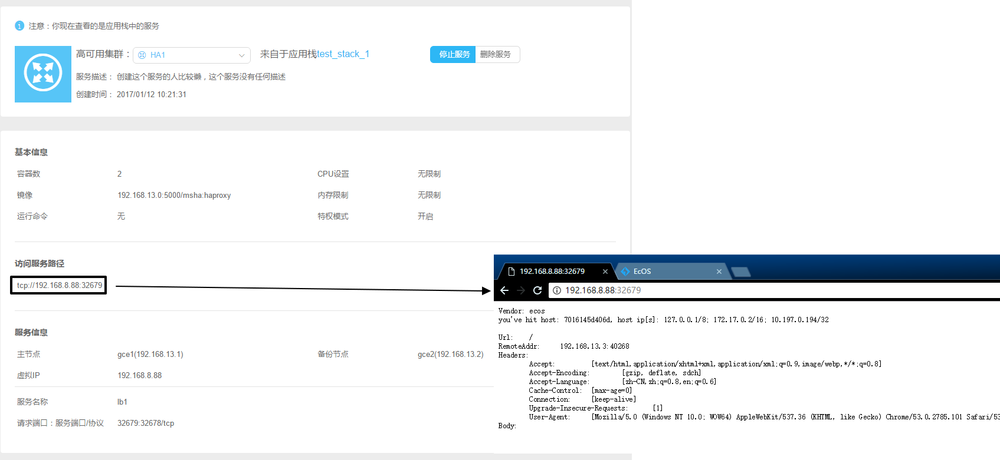 注意：你现在查看的是应用栈中的服务
高可用集群： HA1 来自于应用栈test_stack_1 停止服务 删除服务
服务描述： 创建这个服务的人比较懒，这个服务没有任何描述
创建时间： 2017/01/12 10:21:31
基本信息
容器数 2 CPU设置 无限制
镜像 192.168.13.0:5000/msha:haproxy 内存限制 无限制
运行命令 无 特权模式 开启
访问服务路径
tcp://192.168.8.88:32679
服务信息
主节点 gce1(192.168.13.1) 备份节点 gce2(192.168.13.2)
虚拟IP 192.168.8.88
服务名称 lb1
请求端口：服务端口/协议 32679:32678/tcp
192.168.8.88:32679 EcOS
192.168.8.88:32679
Vendor: ecos
you've hit host: 7016145d406d, host ip[s]: 127.0.0.1/8; 172.17.0.2/16; 10.197.0.194/32
Url: /
RemoteAddr: 192.168.13.3:40268
Headers:
Accept: [text/html,application/xhtml+xml,application/xml;q=0.9,image/webp,*/*;q=0.8]
Accept-Encoding: [gzip, deflate, sdch]
Accept-Language: [zh-CN,zh;q=0.8,en;q=0.6]
Cache-Control: [max-age=0]
Connection: [keep-alive]
Upgrade-Insecure-Requests: [1]
User-Agent: [Mozilla/5.0 (Windows NT 10.0; WOW64) AppleWebKit/537.36 (KHTML, like Gecko) Chrome/53.0.2785.101 Safari/53
Body: